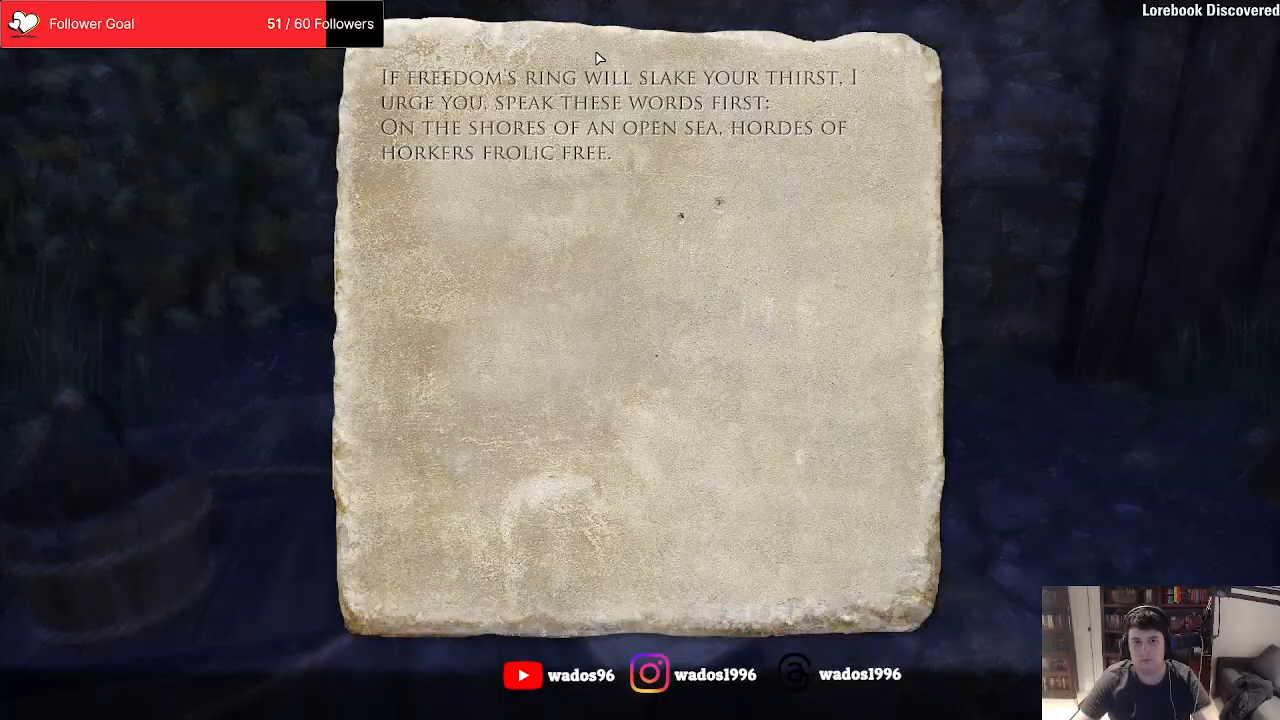 Follower Goal
51 / 60 Followers
Lorebook Discovered
If freedom's ring will slake your thirst, I
urge you, speak these words first:
On the shores of an open sea, hordes of
horkers frolic free.
wados96
wados1996
wados1996